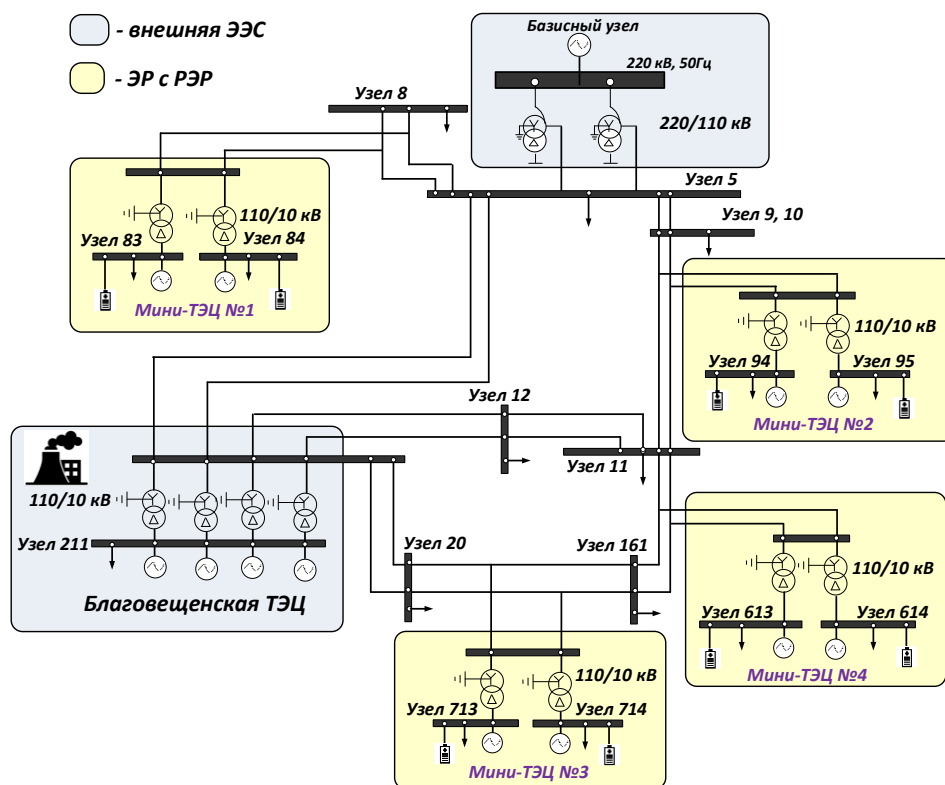 - внешняя ЭЭС
- ЭР с РЭР
Базисный узел
220 кВ, 50Гц
220/110 кВ
Узел 8
Узел 5
Узел 9, 10
110/10 кВ
Узел 83
Узел 84
Мини-ТЭЦ №1
110/10 кВ
Узел 94
Узел 95
Мини-ТЭЦ №2
Узел 12
Узел 11
110/10 кВ
Узел 211
Благовещенская ТЭЦ
Узел 20
Узел 161
110/10 кВ
Узел 613
Узел 614
Мини-ТЭЦ №4
110/10 кВ
Узел 713
Узел 714
Мини-ТЭЦ №3